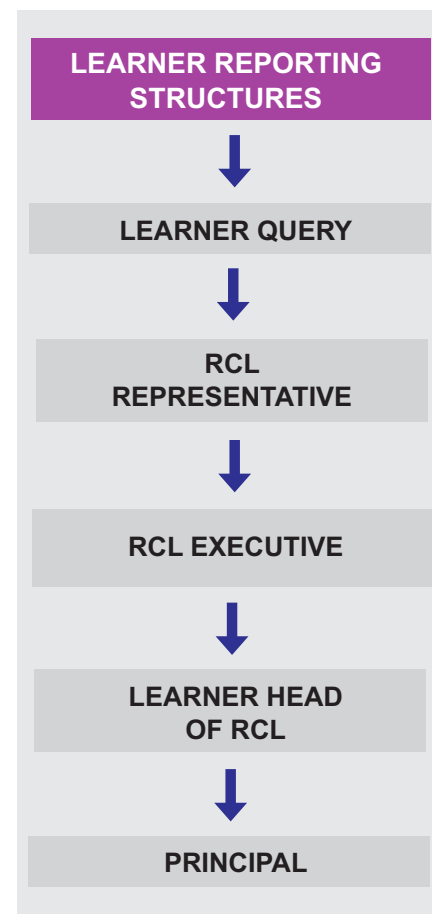 LEARNER REPORTING
STRUCTURES
LEARNER QUERY
RCL
REPRESENTATIVE
RCL EXECUTIVE
LEARNER HEAD
OF RCL
PRINCIPAL